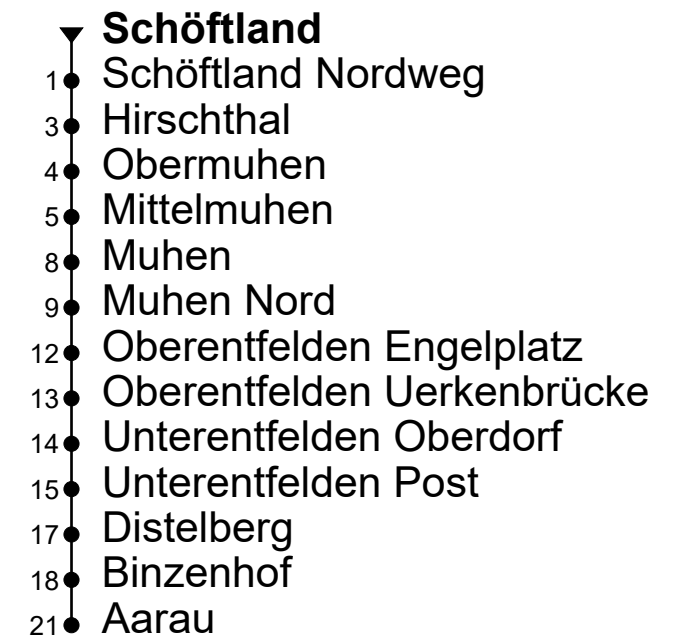 Schöftland
1 Schöftland Nordweg
3 Hirschthal
4 Obermuhen
5 Mittelmuhen
8 Muhen
9 Muhen Nord
12 Oberentfelden Engelplatz
13 Oberentfelden Uerkenbrücke
14 Unterentfelden Oberdorf
15 Unterentfelden Post
17 Distelberg
18 Binzenhof
21 Aarau